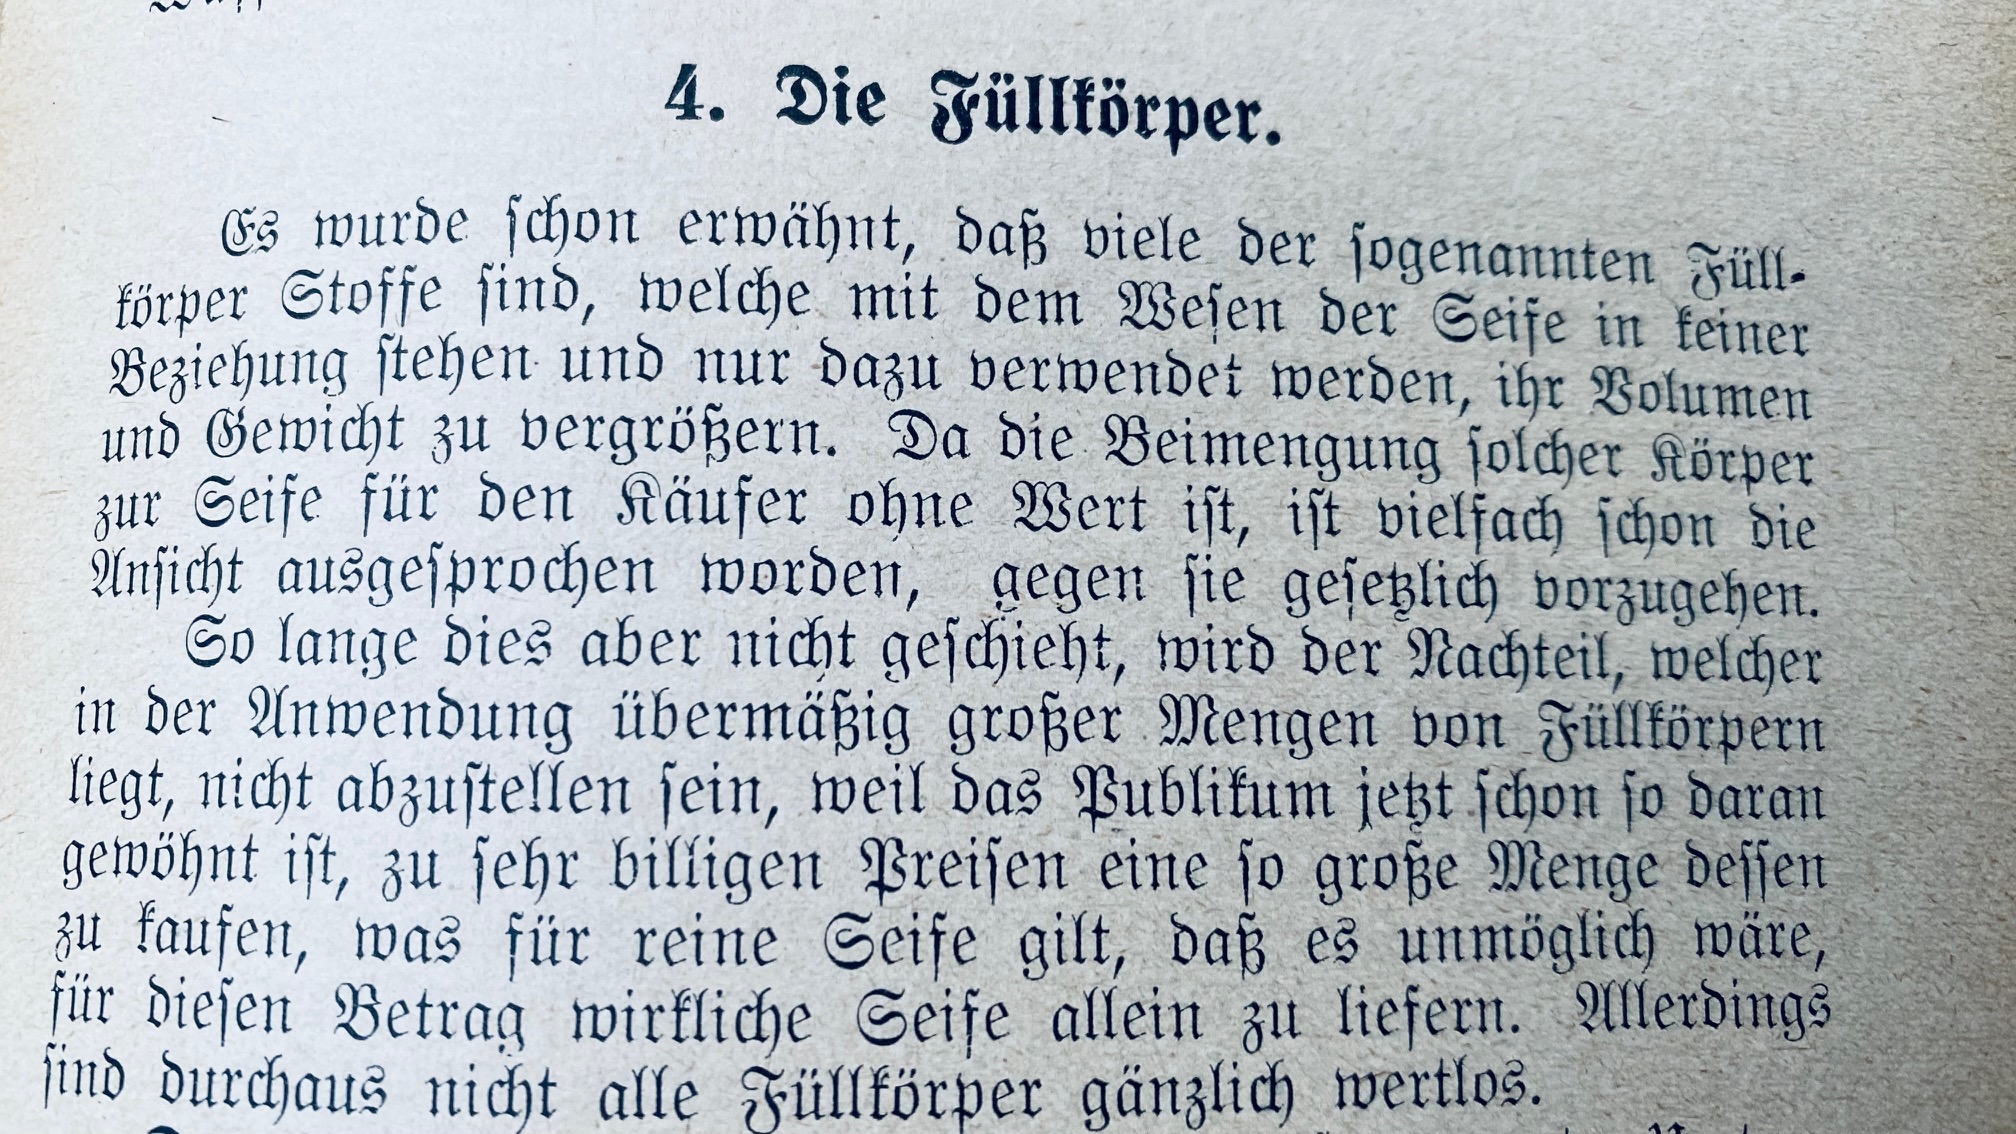 4. Die Füllkörper.
Es wurde schon erwähnt, daß viele der sogenannten Füll-
körper Stoffe sind, welche mit dem Wesen der Seife in keiner
Beziehung stehen und nur dazu verwendet werden, ihr Volumen
und Gewicht zu vergrößern. Da die Beimengung solcher Körper
zur Seife für den Käufer ohne Wert ist, ist vielfach schon die
Ansicht ausgesprochen worden, gegen sie gesetzlich vorzugehen.
So lange dies aber nicht geschieht, wird der Nachteil, welcher
in der Anwendung übermäßig großer Mengen von Füllkörpern
liegt, nicht abzustellen sein, weil das Publikum jetzt schon so daran
gewöhnt ist, zu sehr billigen Preisen eine so große Menge dessen
zu kaufen, was für reine Seife gilt, daß es unmöglich wäre,
für diesen Betrag wirkliche Seife allein zu liefern. Allerdings
sind durchaus nicht alle Füllkörper gänzlich wertlos.